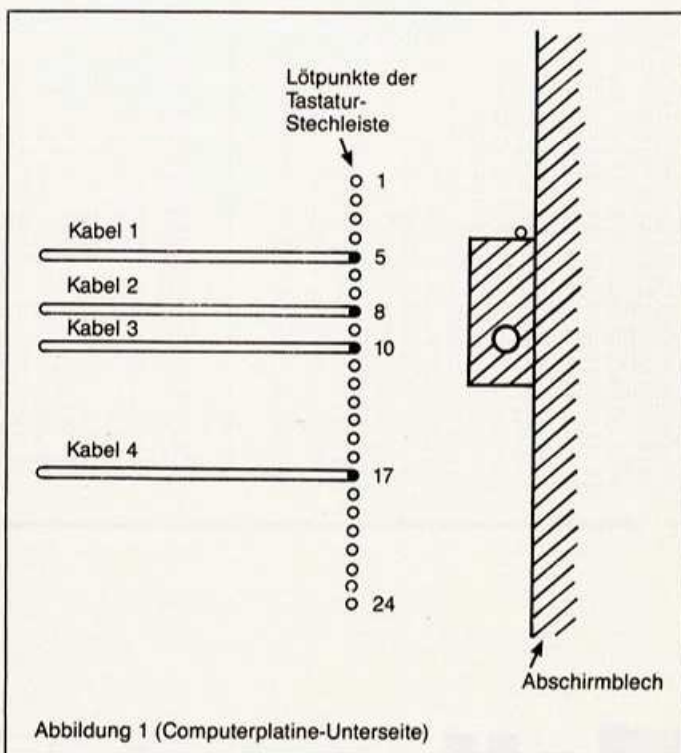 Lötpunkte der
Tastatur-
Stechleiste
1
Kabel 1
5
Kabel 2
8
Kabel 3
10
Kabel 4
17
24
Abschirmblech
Abbildung 1 (Computerplatine-Unterseite)